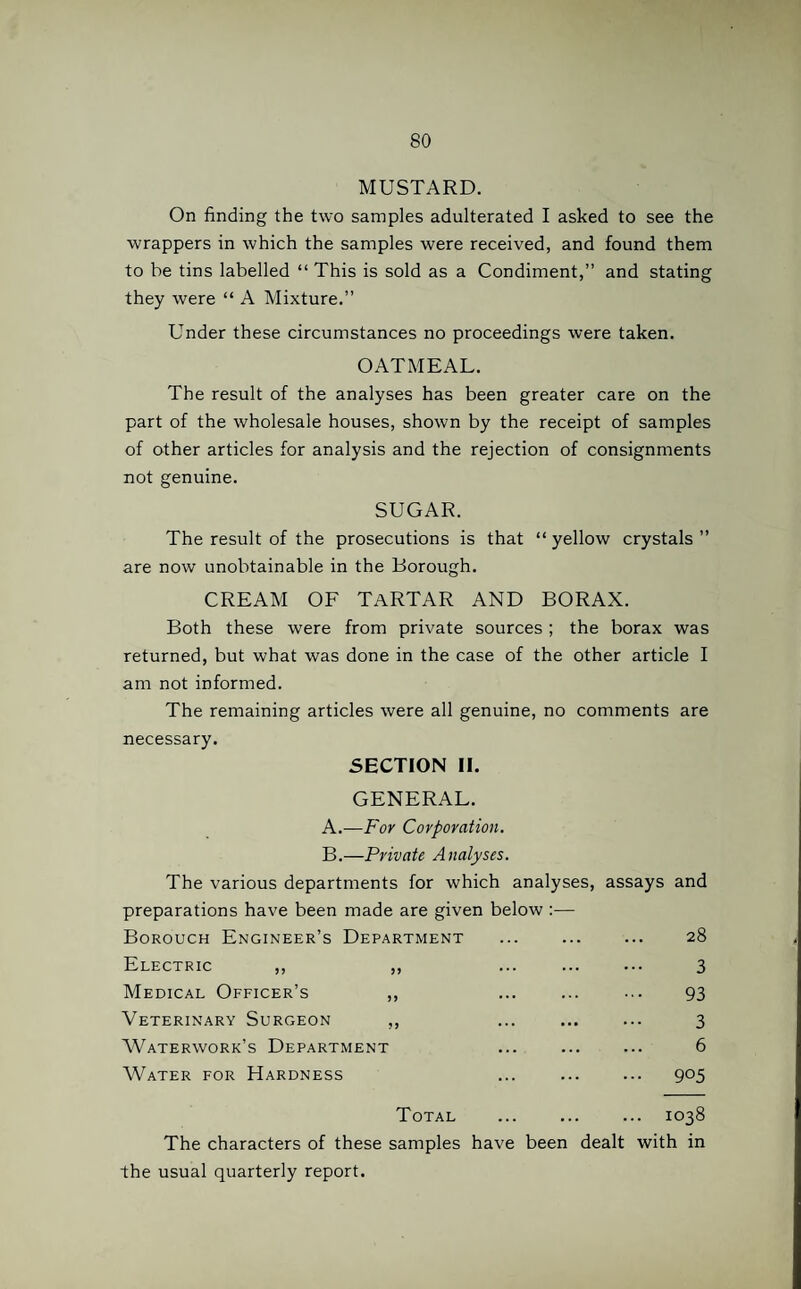 80
MUSTARD.
On finding the two samples adulterated I asked to see the
wrappers in which the samples were received, and found them
to be tins labelled “ This is sold as a Condiment,” and stating
they were “ A Mixture.”
Under these circumstances no proceedings were taken.
OATMEAL.
The result of the analyses has been greater care on the
part of the wholesale houses, shown by the receipt of samples
of other articles for analysis and the rejection of consignments
not genuine.
SUGAR.
The result of the prosecutions is that “ yellow crystals ”
are now unobtainable in the Borough.
CREAM OF TARTAR AND BORAX.
Both these were from private sources ; the borax was
returned, but what was done in the case of the other article I
am not informed.
The remaining articles were all genuine, no comments are
necessary.
SECTION II.
GENERAL.
A.—For Corporation.
B.—Private Analyses.
The various departments for which analyses, assays and
preparations have been made are given below :—
Borouch Engineer’s Department ... ... ... 28
Electric ,, ,, ... ... ... 3
Medical Officer’s ,, ... ... ... 93
Veterinary Surgeon ,, ... ... ... 3
Waterwork’s Department ... ... ... 6
Water for Hardness ... ... ... 905
Total ... ... ... 1038
The characters of these samples have been dealt with in
the usual quarterly report.